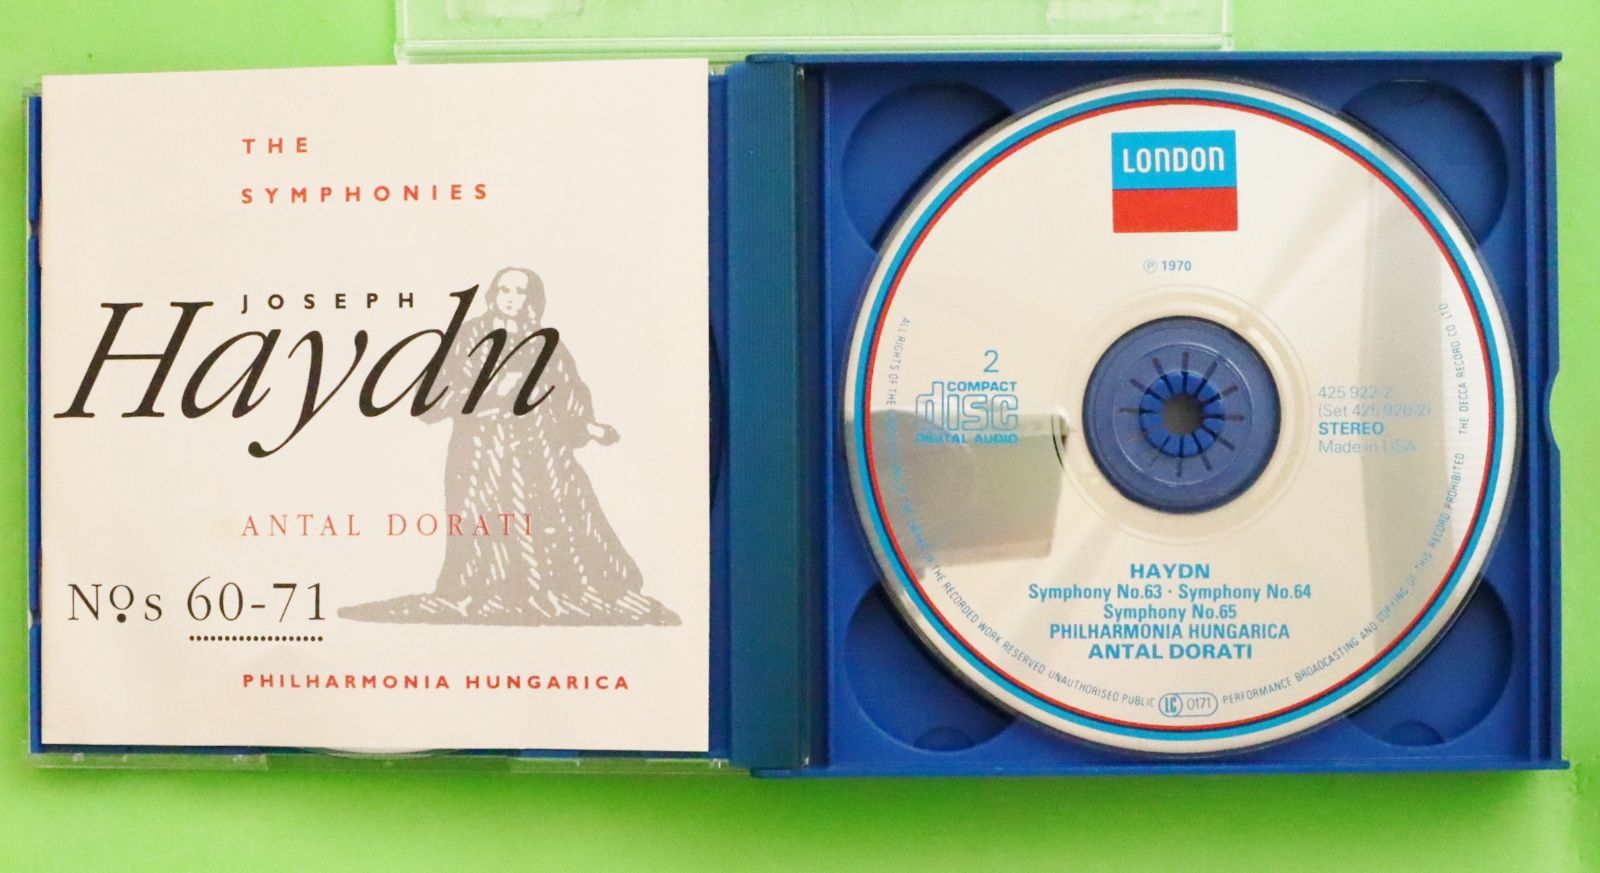 THE
SYMPHONIES
JOSEPH
Haydn
ANTAL DORATI
Nos 60-71
PHILHARMONIA HUNGARICA
LONDON
℗ 1970
2
COMPACT
disc
DIGITAL AUDIO
425 922-2
(Set 425 920-2)
STEREO
Made in USA
HAYDN
Symphony No.63 · Symphony No.64
Symphony No.65
PHILHARMONIA HUNGARICA
ANTAL DORATI
ALL RIGHTS OF THE OF THE RECORDED WORK RESERVED UNAUTHORISED PUBLIC LC 0171 PERFORMANCE BROADCASTING AND COPYING OF THIS RECORD PROHIBITED THE DECCA RECORD CO LTD